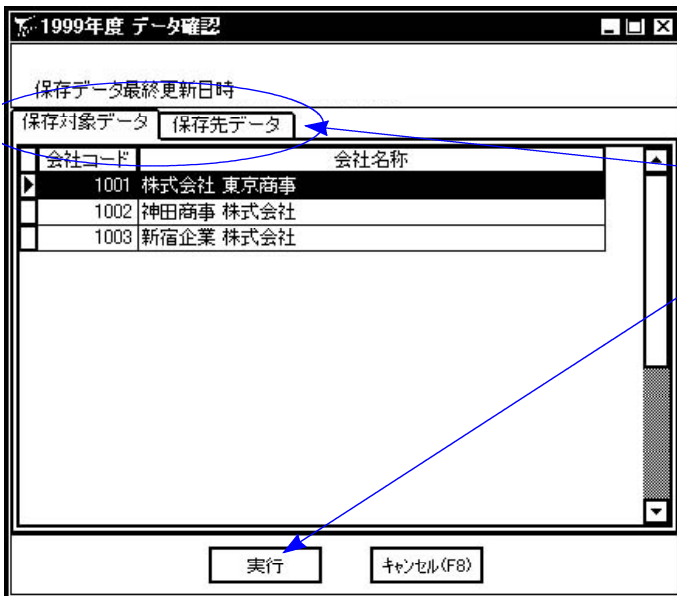 1999年度 データ確認
保存データ最終更新日時
保存対象データ 保存先データ
会社コード 会社名称
1001 株式会社 東京商事
1002 神田商事 株式会社
1003 新宿企業 株式会社
実行 キャンセル(F8)